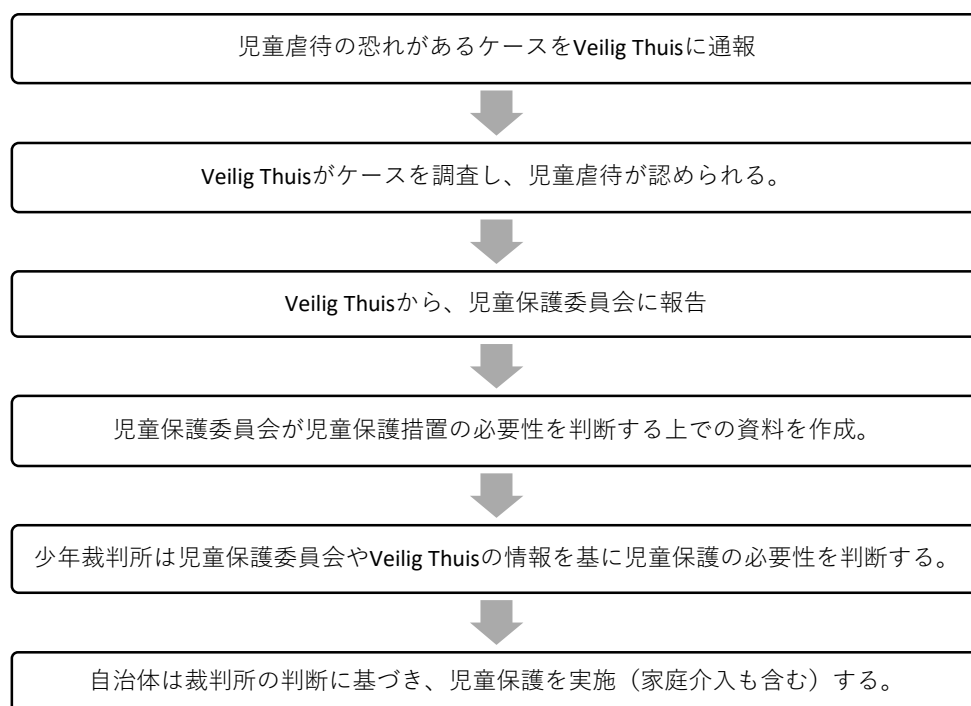 児童虐待の恐れがあるケースをVeilig Thuisに通報
Veilig Thuisがケースを調査し、児童虐待が認められる。
Veilig Thuisから、児童保護委員会に報告
児童保護委員会が児童保護措置の必要性を判断する上での資料を作成。
少年裁判所は児童保護委員会やVeilig Thuisの情報を基に児童保護の必要性を判断する。
自治体は裁判所の判断に基づき、児童保護を実施（家庭介入も含む）する。